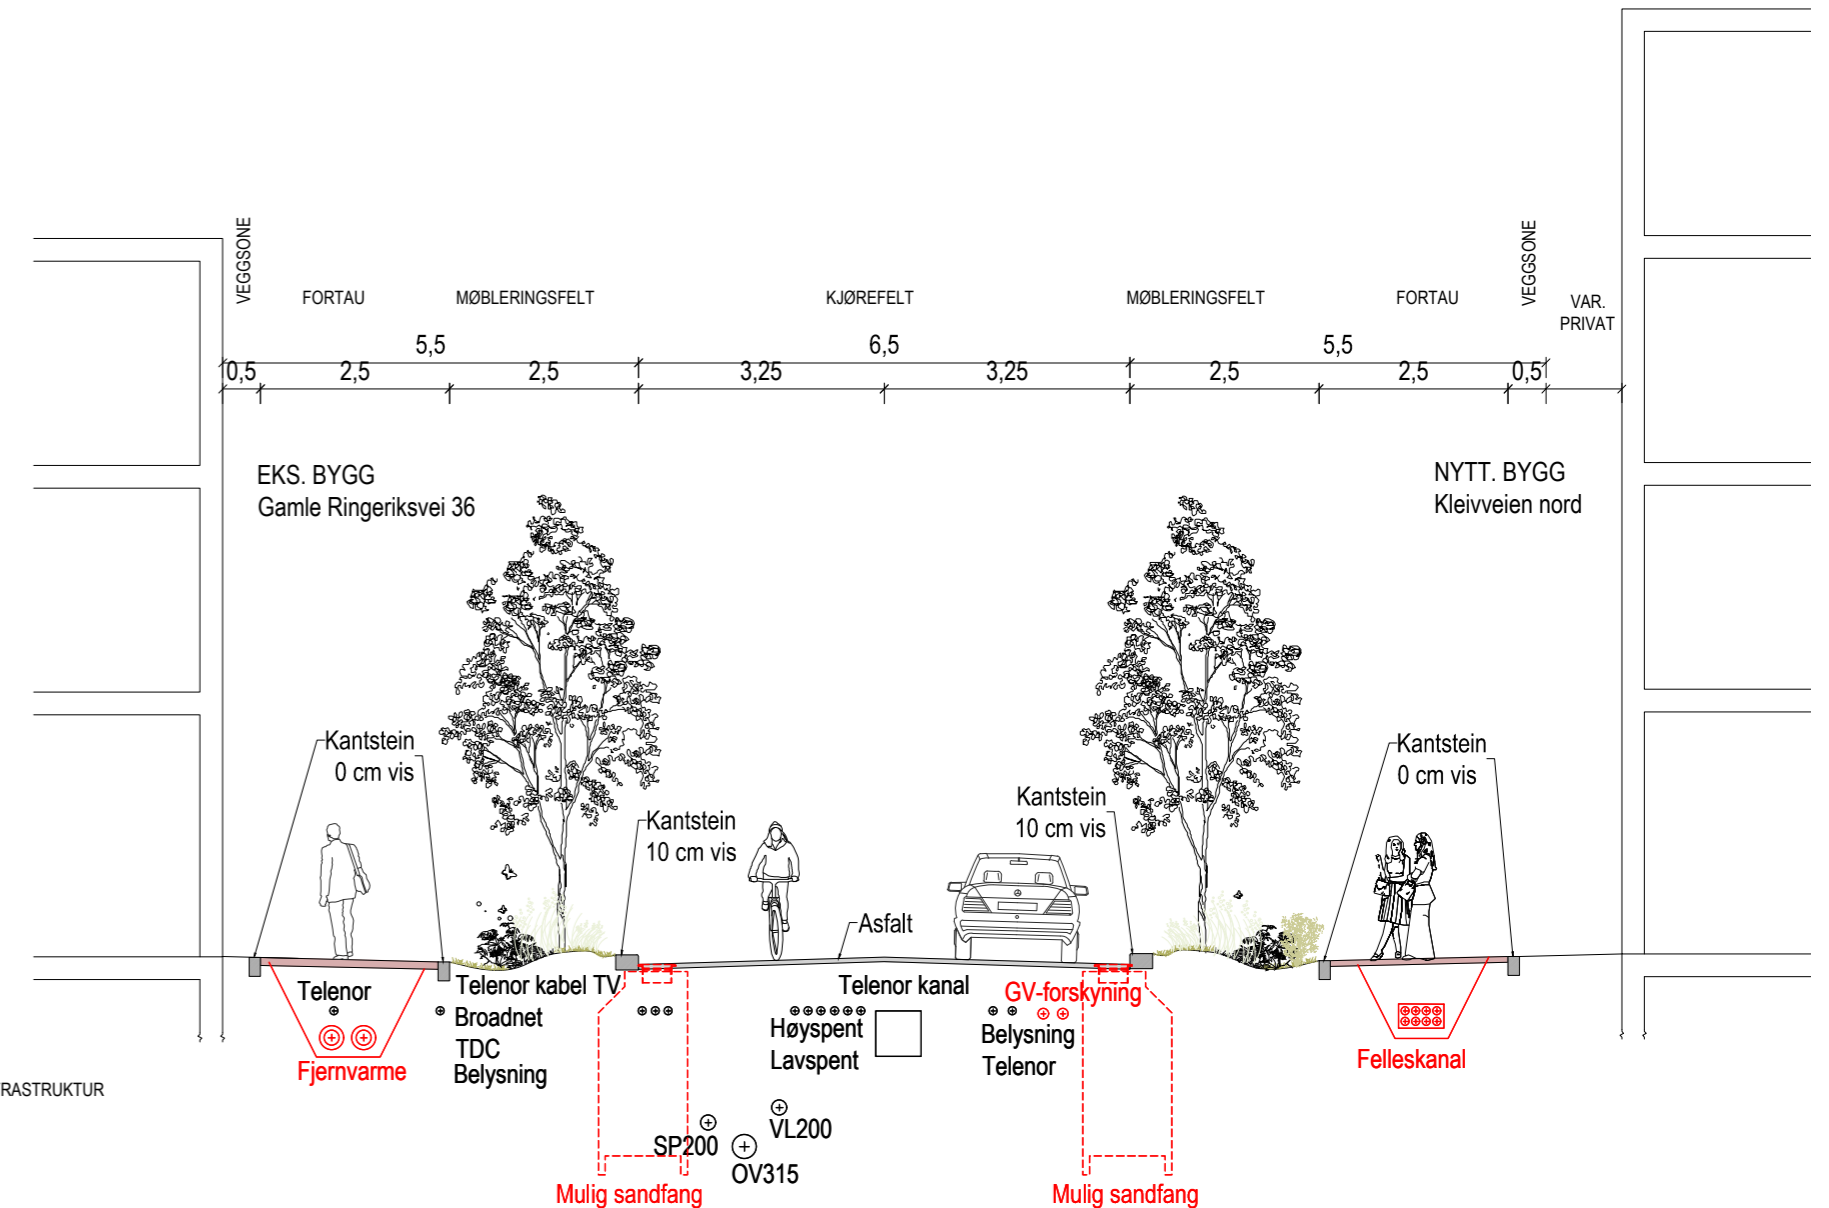 VEGGSONE
FORTAU
MØBLERINGSFELT
KJØREFELT
MØBLERINGSFELT
FORTAU
VEGGSONE
VAR.
PRIVAT
5,5
6,5
5,5
0,5
2,5
2,5
3,25
3,25
2,5
2,5
0,5
EKS. BYGG
Gamle Ringeriksvei 36
NYTT. BYGG
Kleivveien nord
Kantstein
0 cm vis
Kantstein
10 cm vis
Kantstein
10 cm vis
Kantstein
0 cm vis
Asfalt
Telenor
Fjernvarme
Telenor kabel TV
Broadnet
TDC
Belysning
Telenor kanal
Høyspent
Lavspent
GV-forskyning
Belysning
Telenor
Felleskanal
RASTRUKTUR
SP200
VL200
OV315
Mulig sandfang
Mulig sandfang